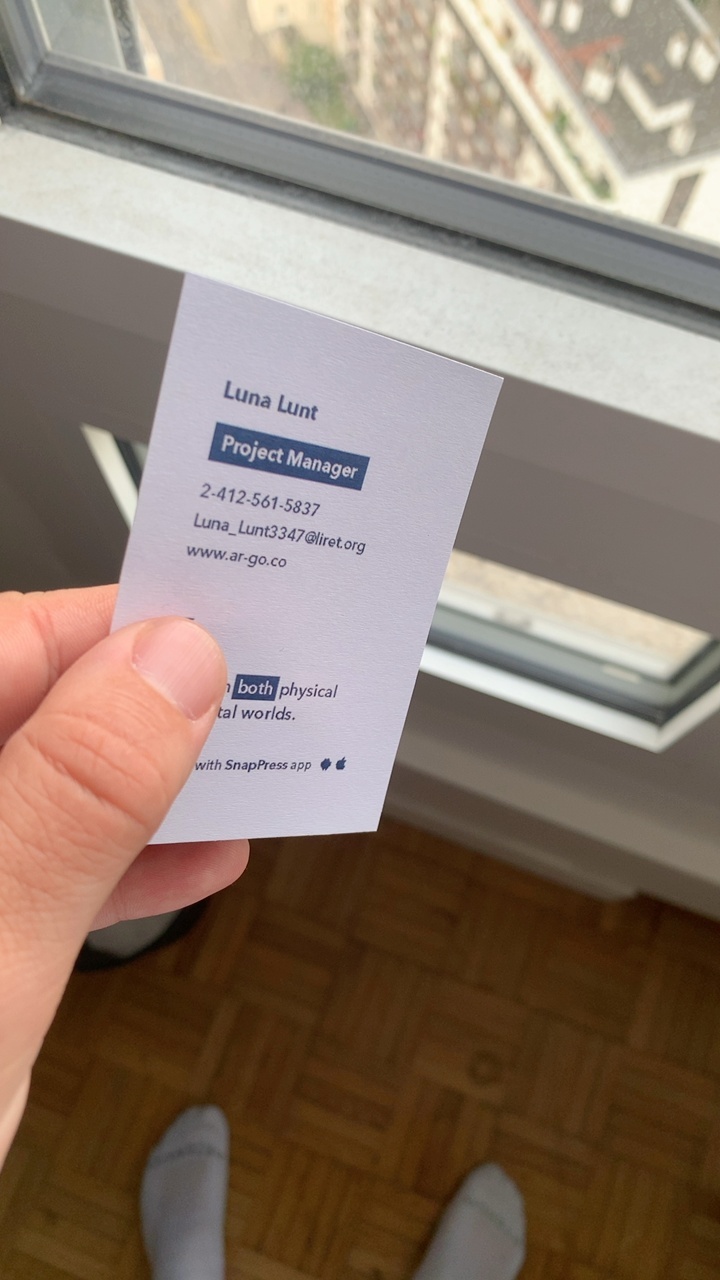 Luna Lunt
Project Manager
2-412-561-5837
Luna_Lunt3347@liret.org
www.ar-go.co
both physical
worlds.
with SnapPress app